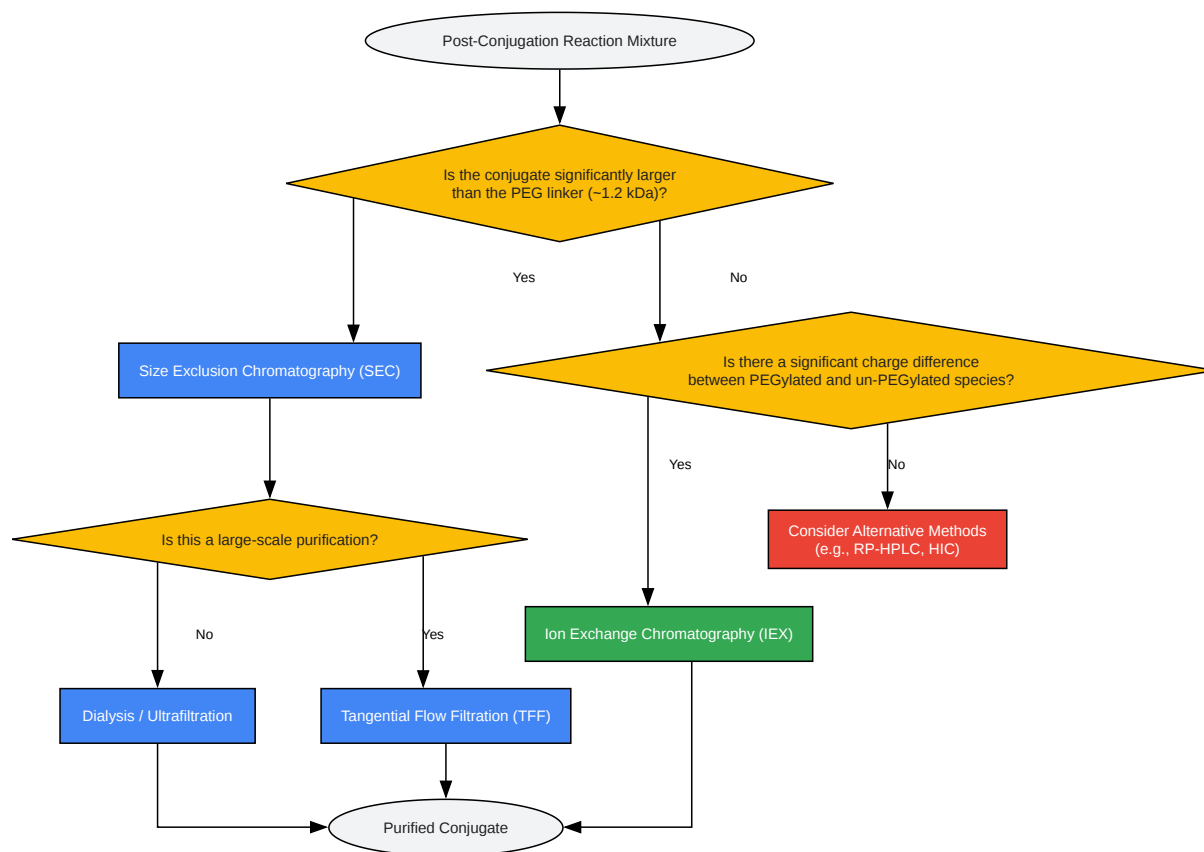 Post-Conjugation Reaction Mixture
Is the conjugate significantly larger
than the PEG linker (~1.2 kDa)?
Yes
No
Size Exclusion Chromatography (SEC)
Is there a significant charge difference
between PEGylated and un-PEGylated species?
Yes
No
Is this a large-scale purification?
Consider Alternative Methods
(e.g., RP-HPLC, HIC)
No
Yes
Ion Exchange Chromatography (IEX)
Dialysis / Ultrafiltration
Tangential Flow Filtration (TFF)
Purified Conjugate